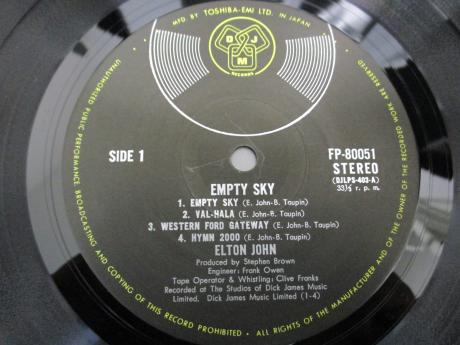 MFD BY TOSHIBA-EMI LTD. IN JAPAN
DJM
RECORDS
SIDE 1
FP-80051
STEREO
(DJLPS-403-A)
33⅓ r. p. m.
EMPTY SKY
1. EMPTY SKY (E. John-B. Taupin)
2. VAL-HALA (E. John-B. Taupin)
3. WESTERN FORD GATEWAY (E. John-B. Taupin)
4. HYMN 2000 (E. John-B. Taupin)
ELTON JOHN
Produced by Stephen Brown
Engineer: Frank Owen
Tape Operator & Whistling: Clive Franks
Recorded at The Studios of Dick James Music
Limited. Dick James Music Limited (1-4)
UNAUTHORIZED PUBLIC PERFORMANCE, BROADCASTING AND COPYING OF THIS RECORD PROHIBITED • ALL RIGHTS OF THE MANUFACTURER AND OF THE OWNER OF THE RECORDED WORK ARE RESERVED